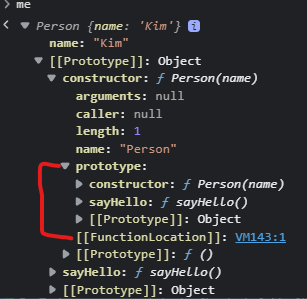 me
Person {name: 'Kim'} i
name: "Kim"
[[Prototype]]: Object
constructor: ƒ Person(name)
arguments: null
caller: null
length: 1
name: "Person"
prototype:
constructor: ƒ Person(name)
sayHello: ƒ sayHello()
[[Prototype]]: Object
[[FunctionLocation]]: VM143:1
[[Prototype]]: ƒ ()
sayHello: ƒ sayHello()
[[Prototype]]: Object